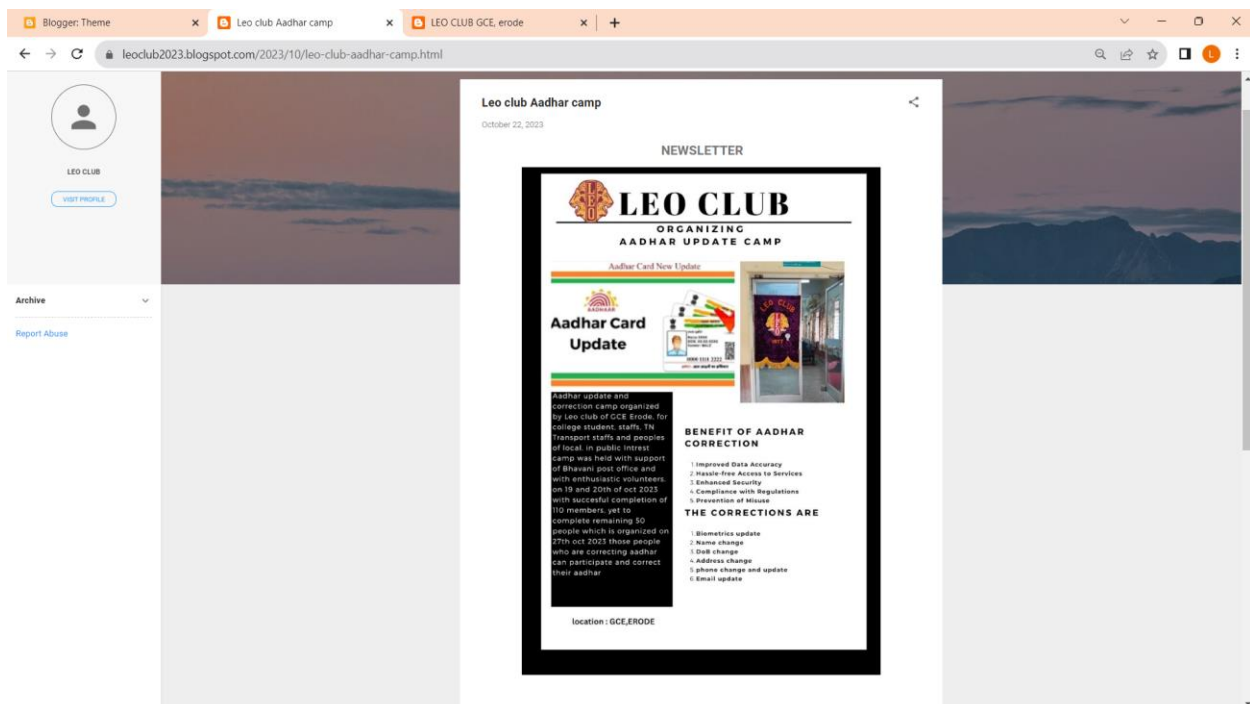 Blogger: Theme
Leo club Aadhar camp
LEO CLUB GCE, erode
leoclub2023.blogspot.com/2023/10/leo-club-aadhar-camp.html
L
LEO CLUB
VISIT PROFILE
Archive
Report Abuse
Leo club Aadhar camp
October 22, 2023
NEWSLETTER
LEO
LEO CLUB
ORGANIZING
AADHAR UPDATE CAMP
Aadhar Card New Update
AADHAAR
Aadhar Card
Update
LEO CLUB
Aadhar update and
correction camp organized
by Leo club of GCE Erode, for
college student, staffs, TN
Transport staffs and peoples
of local. in public Intrest
camp was held with support
of Bhavani post office and
with enthusiastic volunteers.
on 19 and 20th of oct 2023
with succesful completion of
110 members. yet to
complete remaining 50
people which is organized on
27th oct 2023 those people
who are correcting aadhar
can participate and correct
their aadhar
BENEFIT OF AADHAR
CORRECTION
1. Improved Data Accuracy
2. Hassle-free Access to Services
3. Enhanced Security
4. Compliance with Regulations
5. Prevention of Misuse
THE CORRECTIONS ARE
1. Biometrics update
2. Name change
3. DoB change
4. Address change
5. phone change and update
6. Email update
location : GCE,ERODE